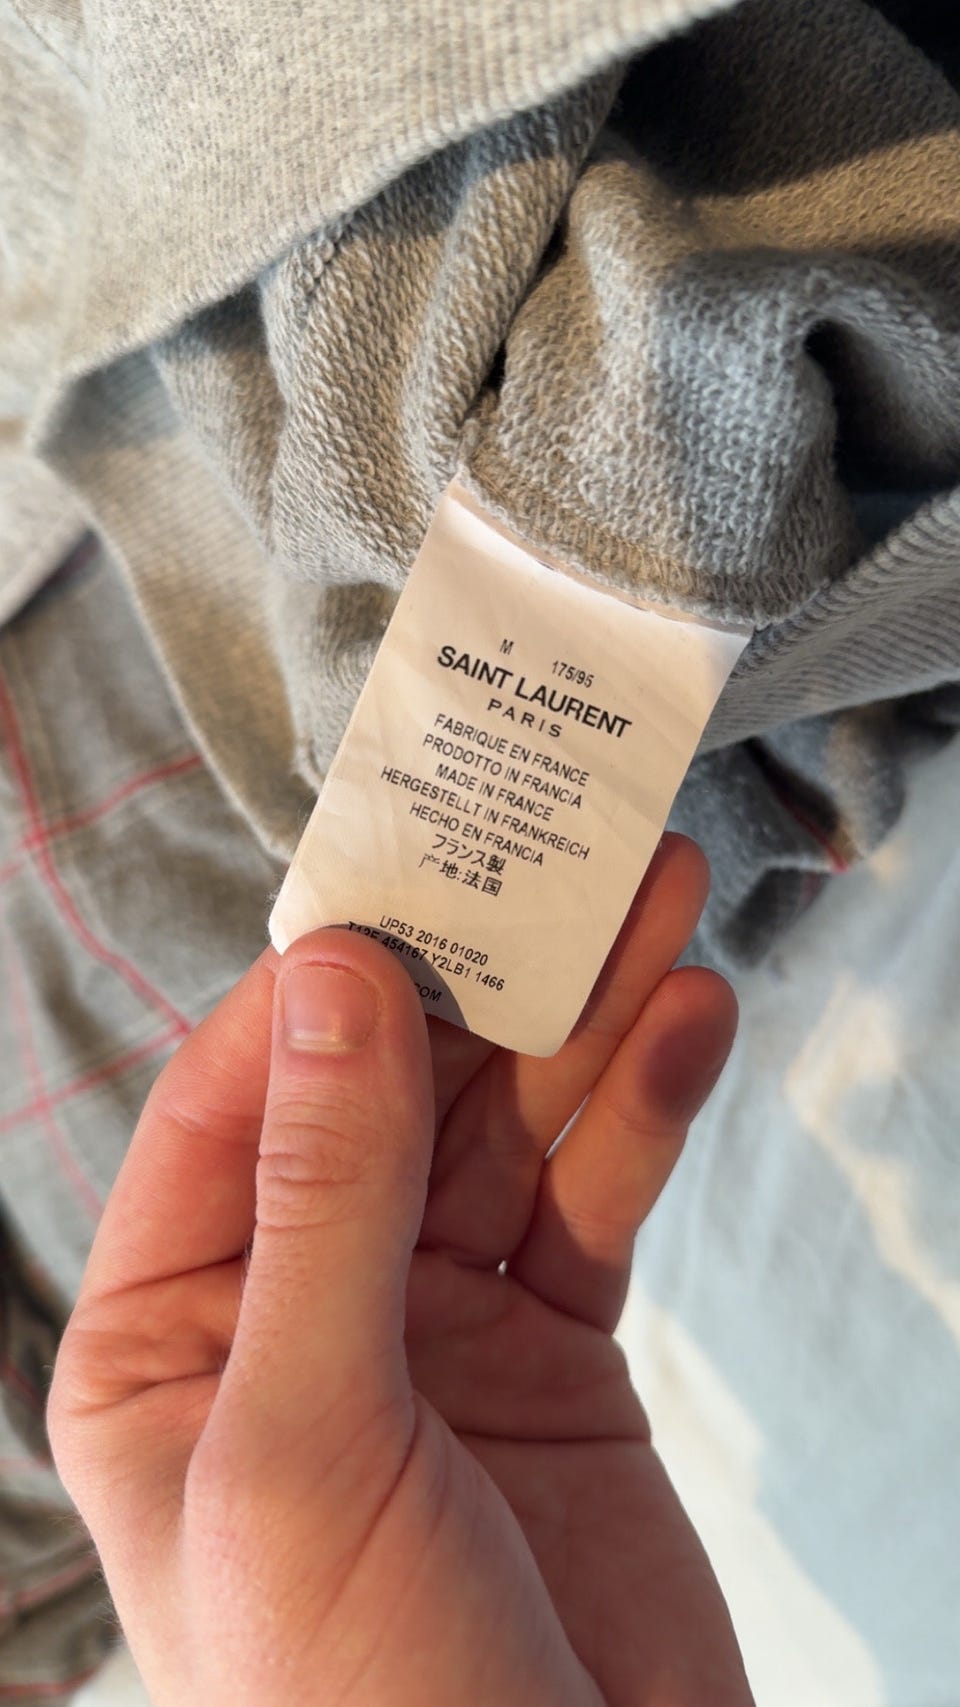 M 175/95
SAINT LAURENT
PARIS
FABRIQUE EN FRANCE
PRODOTTO IN FRANCIA
MADE IN FRANCE
HERGESTELLT IN FRANKREICH
HECHO EN FRANCIA
フランス製
产地:法国
UP53 2016 01020
454167 Y2LB1 1466
.COM